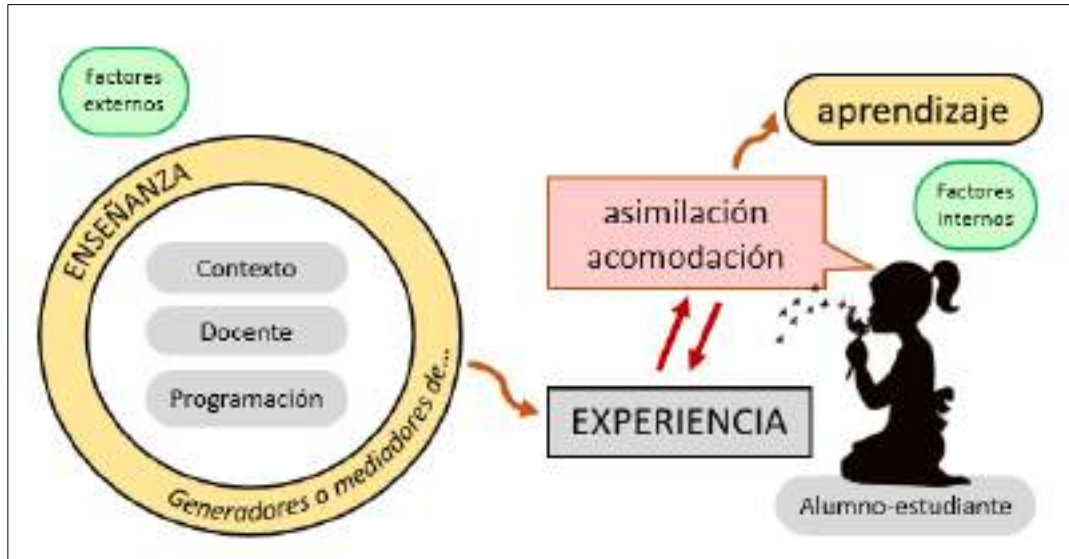 Factores
externos
ENSEÑANZA
Contexto
Docente
Programación
Generadores o mediadores de...
aprendizaje
Factores
internos
asimilación
acomodación
EXPERIENCIA
Alumno-estudiante